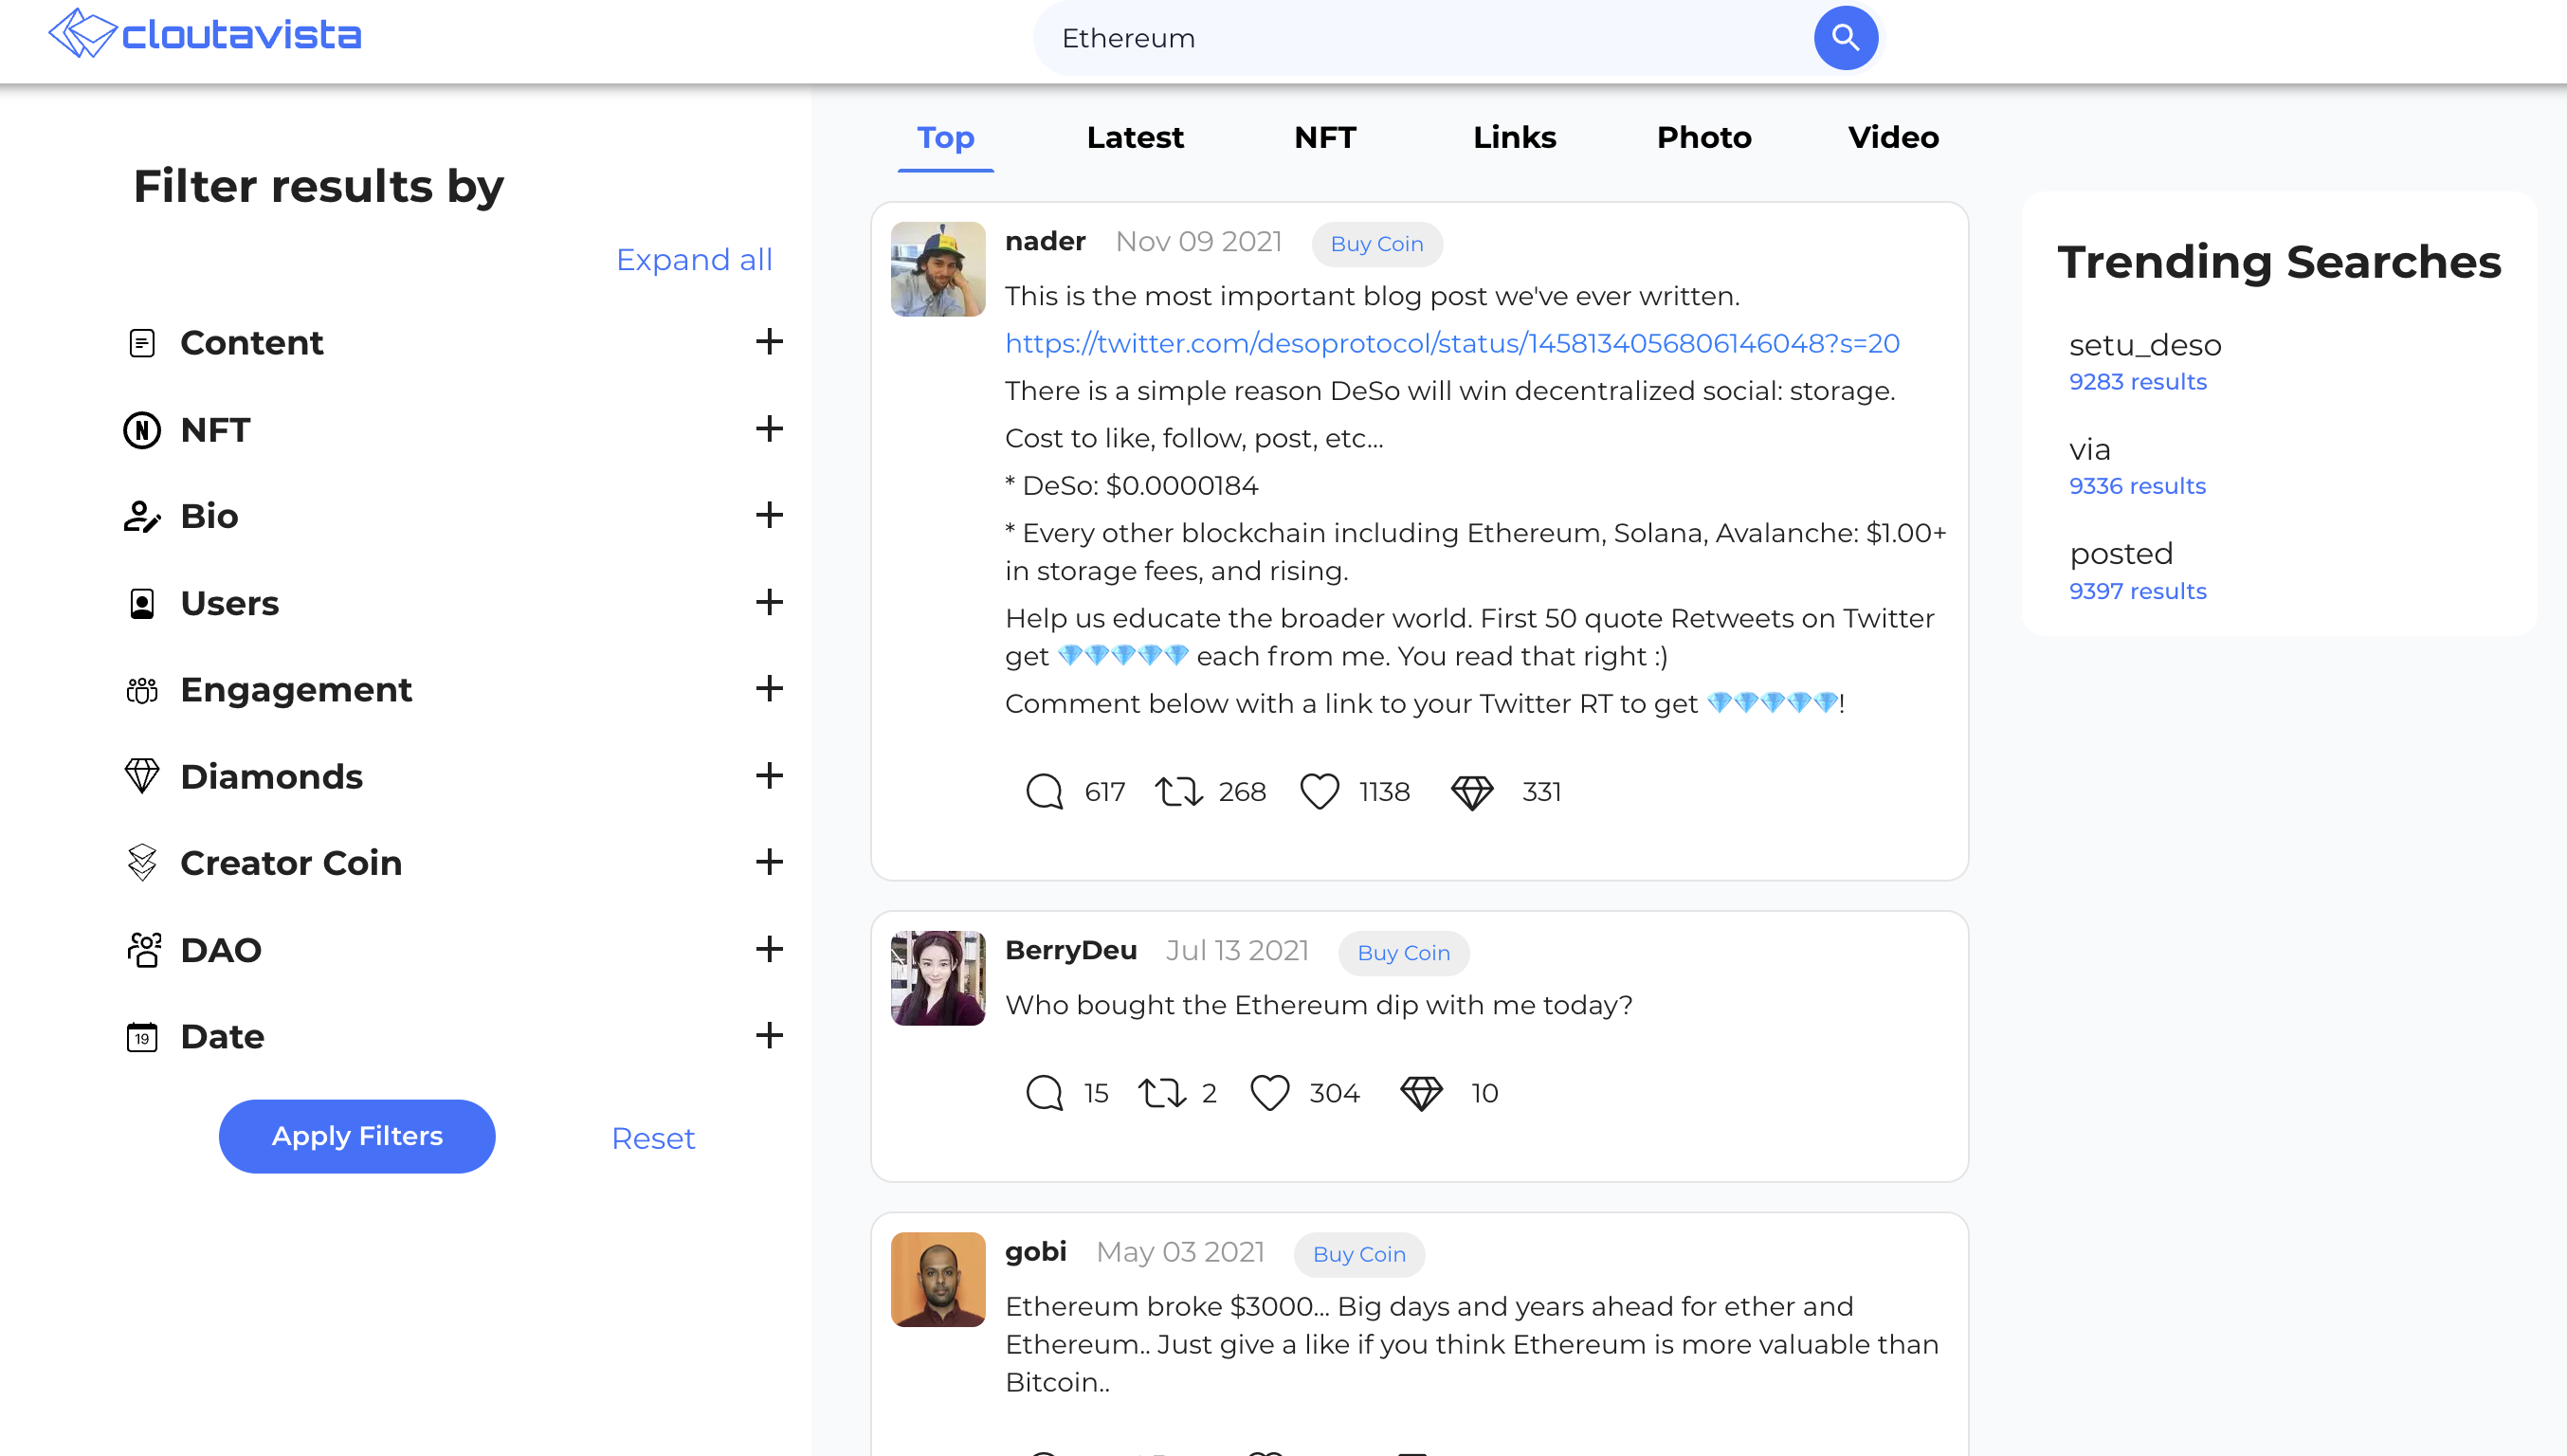 cloutavista
Ethereum
Filter results by
Expand all
Content
NFT
Bio
Users
Engagement
Diamonds
Creator Coin
DAO
19
Date
Apply Filters
Reset
Top
Latest
NFT
Links
Photo
Video
nader Nov 09 2021 Buy Coin
This is the most important blog post we've ever written.
https://twitter.com/desoprotocol/status/1458134056806146048?s=20
There is a simple reason DeSo will win decentralized social: storage.
Cost to like, follow, post, etc...
* DeSo: $0.0000184
* Every other blockchain including Ethereum, Solana, Avalanche: $1.00+
in storage fees, and rising.
Help us educate the broader world. First 50 quote Retweets on Twitter
get 💎💎💎💎💎 each from me. You read that right :)
Comment below with a link to your Twitter RT to get 💎💎💎💎💎!
617 268 1138 331
BerryDeu Jul 13 2021 Buy Coin
Who bought the Ethereum dip with me today?
15 2 304 10
gobi May 03 2021 Buy Coin
Ethereum broke $3000... Big days and years ahead for ether and
Ethereum.. Just give a like if you think Ethereum is more valuable than
Bitcoin..
Trending Searches
setu_deso
9283 results
via
9336 results
posted
9397 results